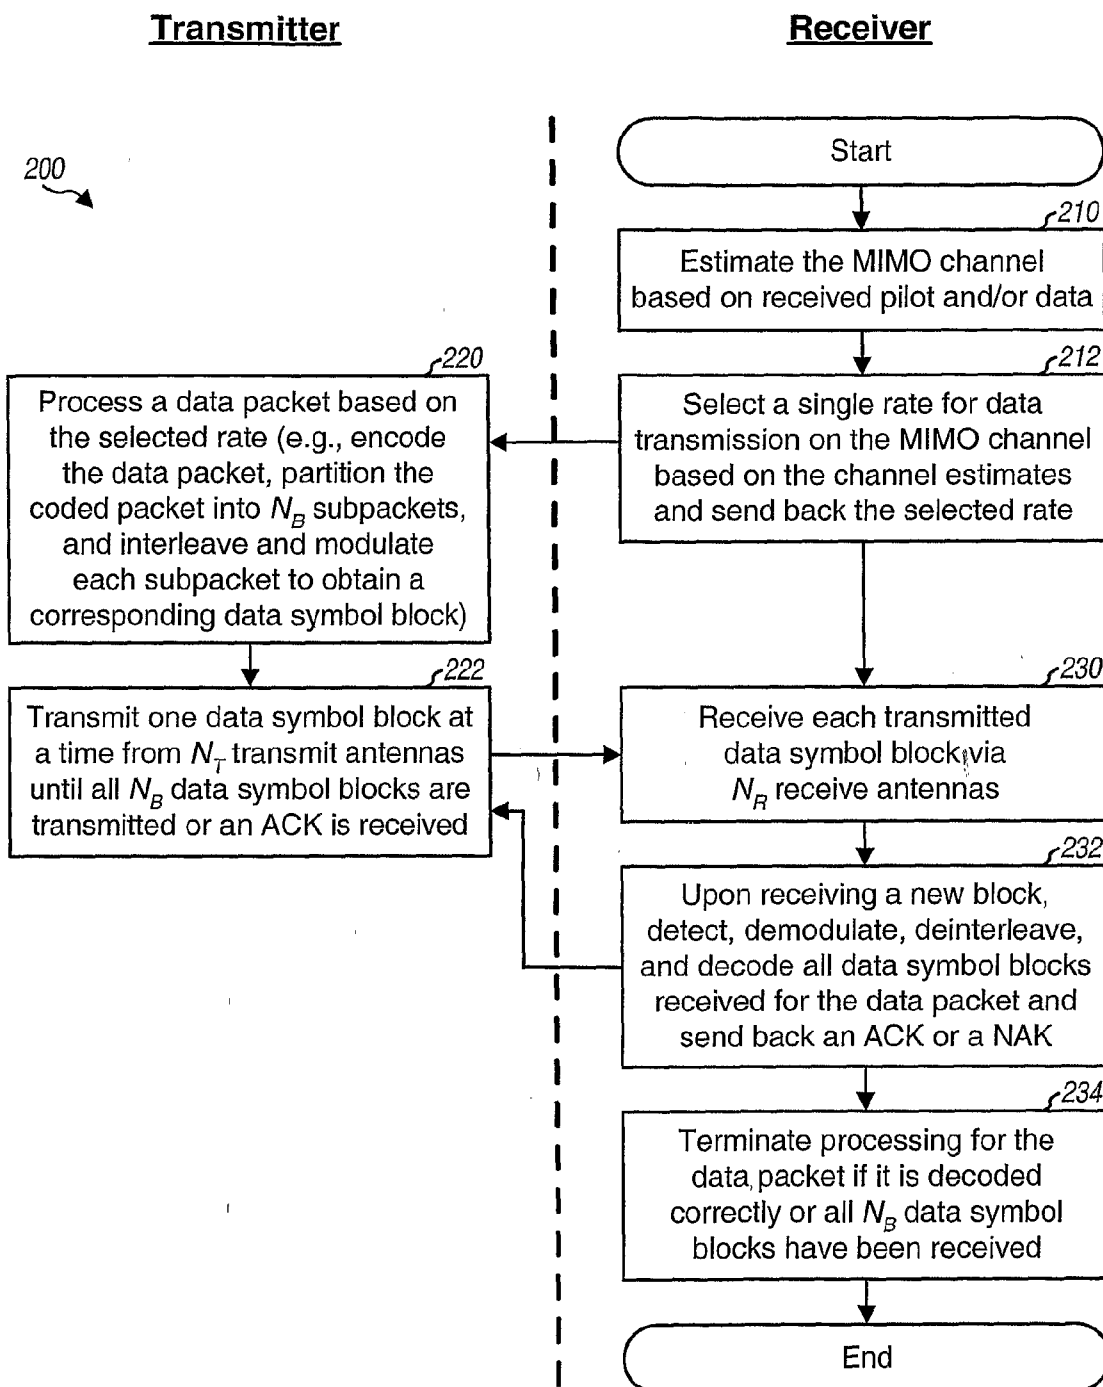 Transmitter
Receiver
200
Start
210
Estimate the MIMO channel
based on received pilot and/or data
212
Select a single rate for data
transmission on the MIMO channel
based on the channel estimates
and send back the selected rate
220
Process a data packet based on
the selected rate (e.g., encode
the data packet, partition the
coded packet into N_B subpackets,
and interleave and modulate
each subpacket to obtain a
corresponding data symbol block)
222
Transmit one data symbol block at
a time from N_T transmit antennas
until all N_B data symbol blocks are
transmitted or an ACK is received
230
Receive each transmitted
data symbol block via
N_R receive antennas
232
Upon receiving a new block,
detect, demodulate, deinterleave,
and decode all data symbol blocks
received for the data packet and
send back an ACK or a NAK
234
Terminate processing for the
data packet if it is decoded
correctly or all N_B data symbol
blocks have been received
End